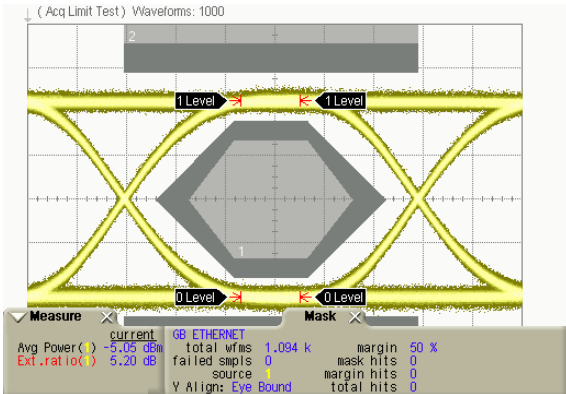 ( Acq Limit Test ) Waveforms: 1000
2
1 Level 1 Level
1
0 Level 0 Level
Measure
current
Avg Power(1) -5.05 dBm
Ext.ratio(1) 5.20 dB
Mask
GB ETHERNET
total wfms 1.094 k margin 50 %
failed smpls 0 mask hits 0
source 1 margin hits 0
Y Align: Eye Bound total hits 0